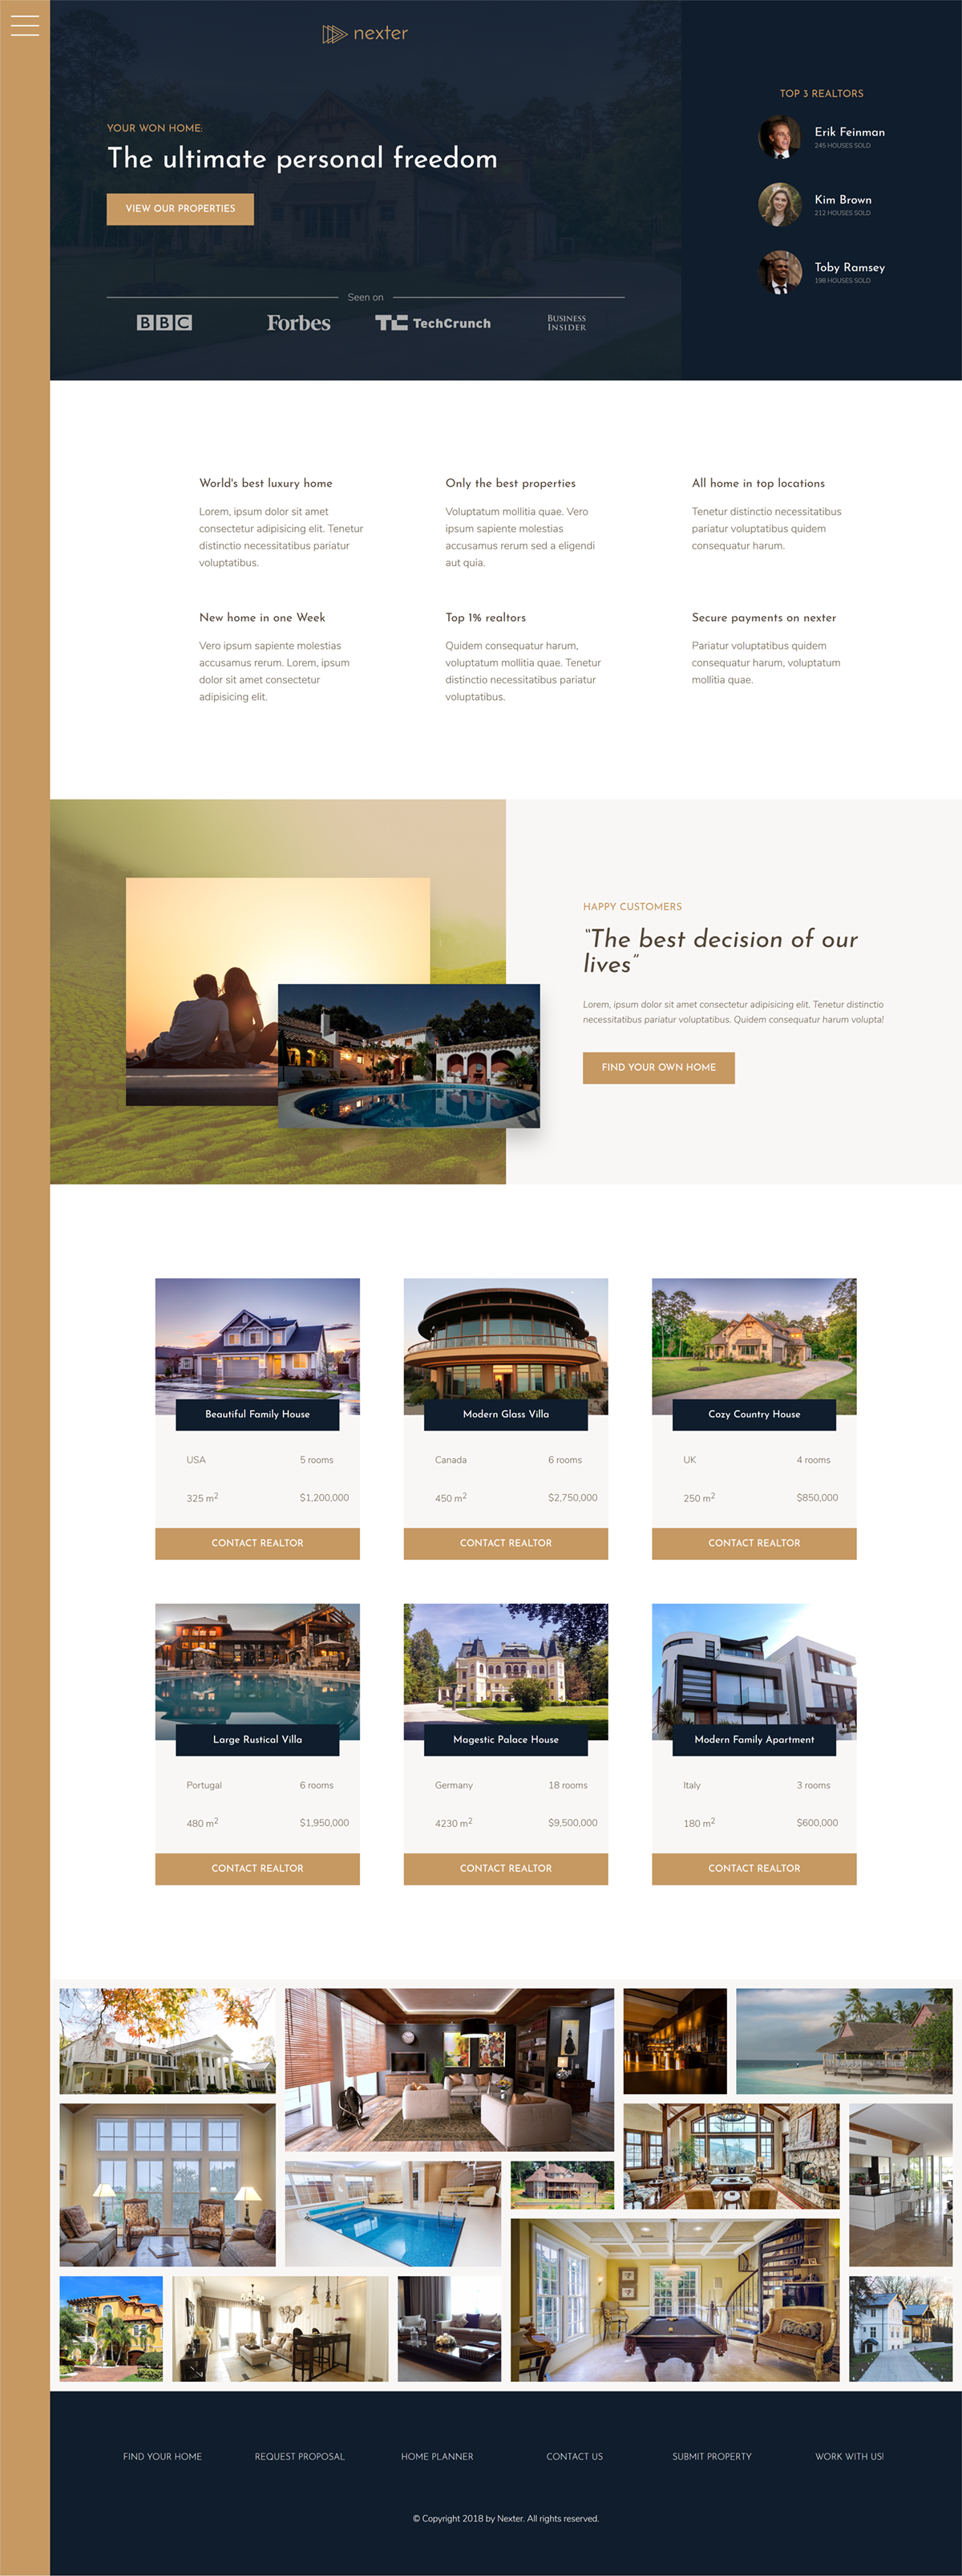 nexter
YOUR WON HOME:
The ultimate personal freedom
VIEW OUR PROPERTIES
Seen on
BBC
Forbes
TC TechCrunch
BUSINESS
INSIDER
TOP 3 REALTORS
Erik Feinman
245 HOUSES SOLD
Kim Brown
212 HOUSES SOLD
Toby Ramsey
198 HOUSES SOLD
World's best luxury home
Lorem, ipsum dolor sit amet
consectetur adipisicing elit. Tenetur
distinctio necessitatibus pariatur
voluptatibus.
Only the best properties
Voluptatum mollitia quae. Vero
ipsum sapiente molestias
accusamus rerum sed a eligendi
aut quia.
All home in top locations
Tenetur distinctio necessitatibus
pariatur voluptatibus quidem
consequatur harum.
New home in one Week
Vero ipsum sapiente molestias
accusamus rerum. Lorem, ipsum
dolor sit amet consectetur
adipisicing elit.
Top 1% realtors
Quidem consequatur harum,
voluptatum mollitia quae. Tenetur
distinctio necessitatibus pariatur
voluptatibus.
Secure payments on nexter
Pariatur voluptatibus quidem
consequatur harum, voluptatum
mollitia quae.
HAPPY CUSTOMERS
“The best decision of our
lives”
Lorem, ipsum dolor sit amet consectetur adipisicing elit. Tenetur distinctio
necessitatibus pariatur voluptatibus. Quidem consequatur harum volupta!
FIND YOUR OWN HOME
Beautiful Family House
USA
5 rooms
325 m²
$1,200,000
CONTACT REALTOR
Modern Glass Villa
Canada
6 rooms
450 m²
$2,750,000
CONTACT REALTOR
Cozy Country House
UK
4 rooms
250 m²
$850,000
CONTACT REALTOR
Large Rustical Villa
Portugal
6 rooms
480 m²
$1,950,000
CONTACT REALTOR
Magestic Palace House
Germany
18 rooms
4230 m²
$9,500,000
CONTACT REALTOR
Modern Family Apartment
Italy
3 rooms
180 m²
$600,000
CONTACT REALTOR
FIND YOUR HOME
REQUEST PROPOSAL
HOME PLANNER
CONTACT US
SUBMIT PROPERTY
WORK WITH US!
© Copyright 2018 by Nexter. All rights reserved.